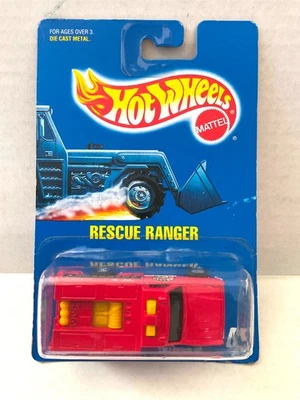 FOR AGES OVER 3.
DIE CAST METAL.
HOT WHEELS
MATTEL
RESCUE RANGER